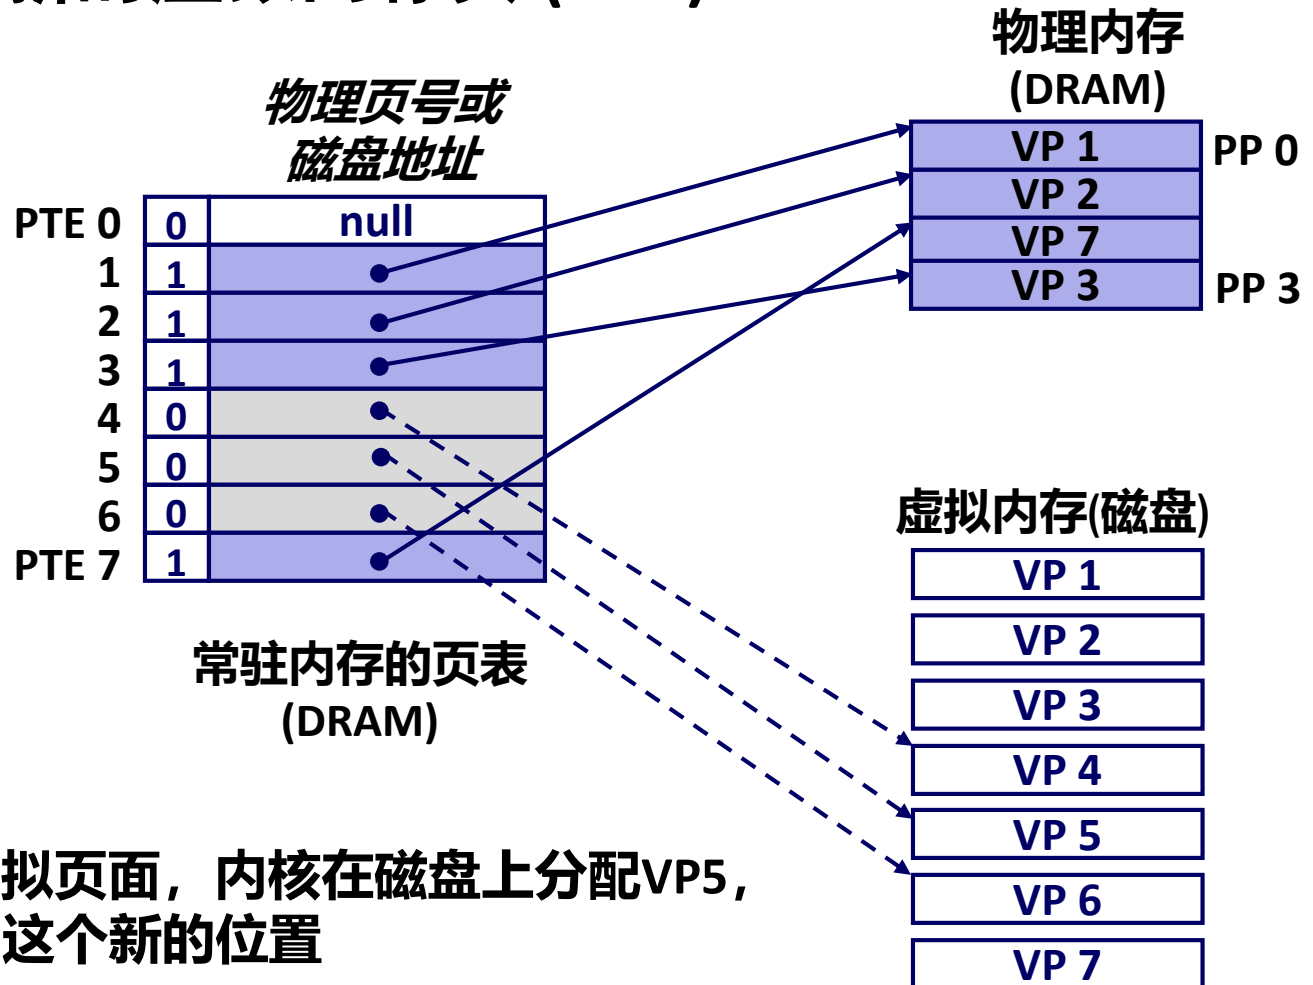 物理内存
(DRAM)
物理页号或
磁盘地址
VP 1 PP 0
VP 2
VP 7
VP 3 PP 3
PTE 0 0 null
1 1
2 1
3 1
4 0
5 0
6 0
PTE 7 1
常驻内存的页表
(DRAM)
虚拟内存(磁盘)
VP 1
VP 2
VP 3
VP 4
VP 5
VP 6
VP 7
拟页面，内核在磁盘上分配VP5，
这个新的位置